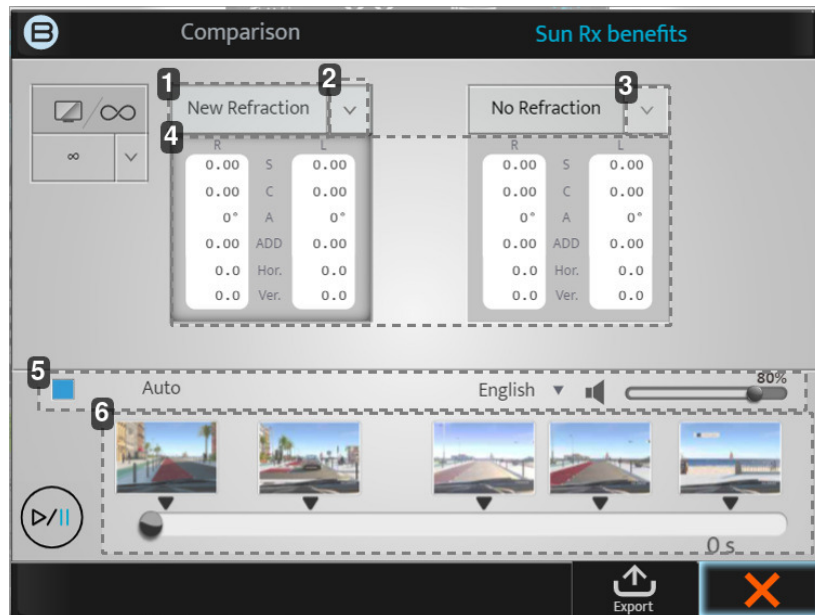 B Comparison Sun Rx benefits
1 2 3
New Refraction No Refraction
/∞
4
∞
R L R L
0.00 S 0.00 0.00 S 0.00
0.00 C 0.00 0.00 C 0.00
0° A 0° 0° A 0°
0.00 ADD 0.00 0.00 ADD 0.00
0.0 Hor. 0.0 0.0 Hor. 0.0
0.0 Ver. 0.0 0.0 Ver. 0.0
5
Auto English 80%
6
0 s
Export